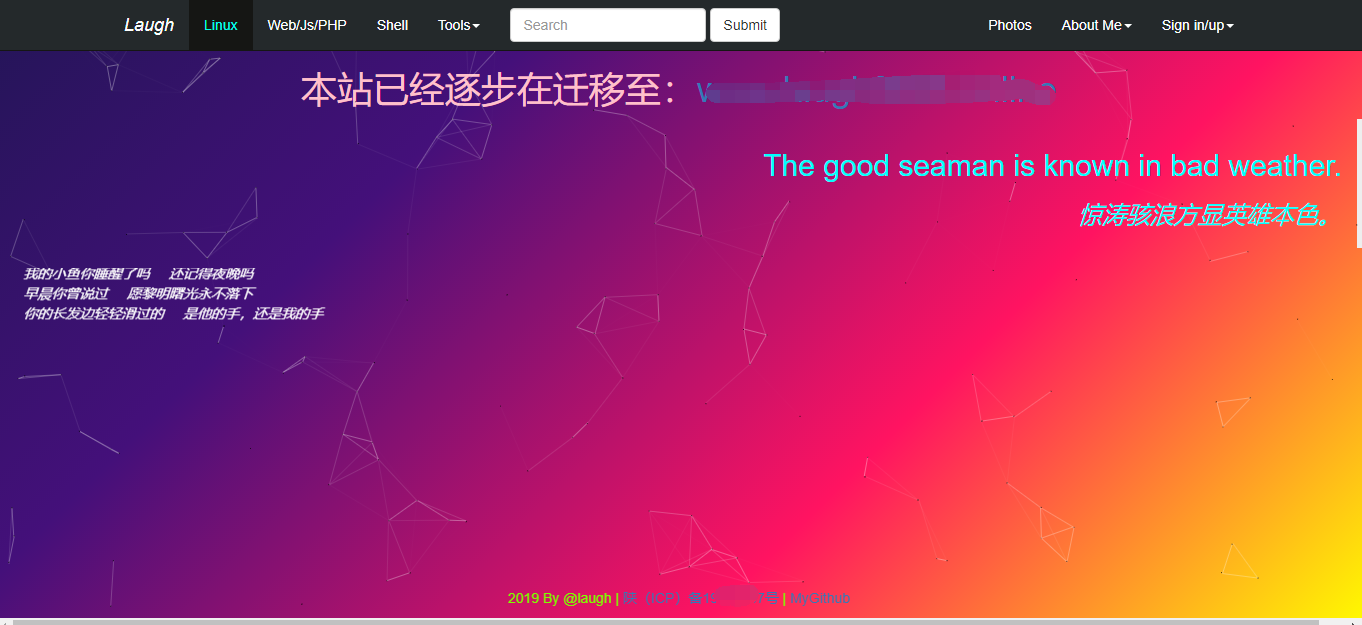 Laugh Linux Web/Js/PHP Shell Tools Search Submit Photos About Me Sign in/up
本站已经逐步在迁移至：
The good seaman is known in bad weather.
惊涛骇浪方显英雄本色。
我的小鱼你睡醒了吗 还记得夜晚吗
早晨你曾说过 愿黎明曙光永不落下
你的长发边轻轻滑过的 是他的手，还是我的手
2019 By @laugh | 陕（ICP）备19 号 | MyGithub